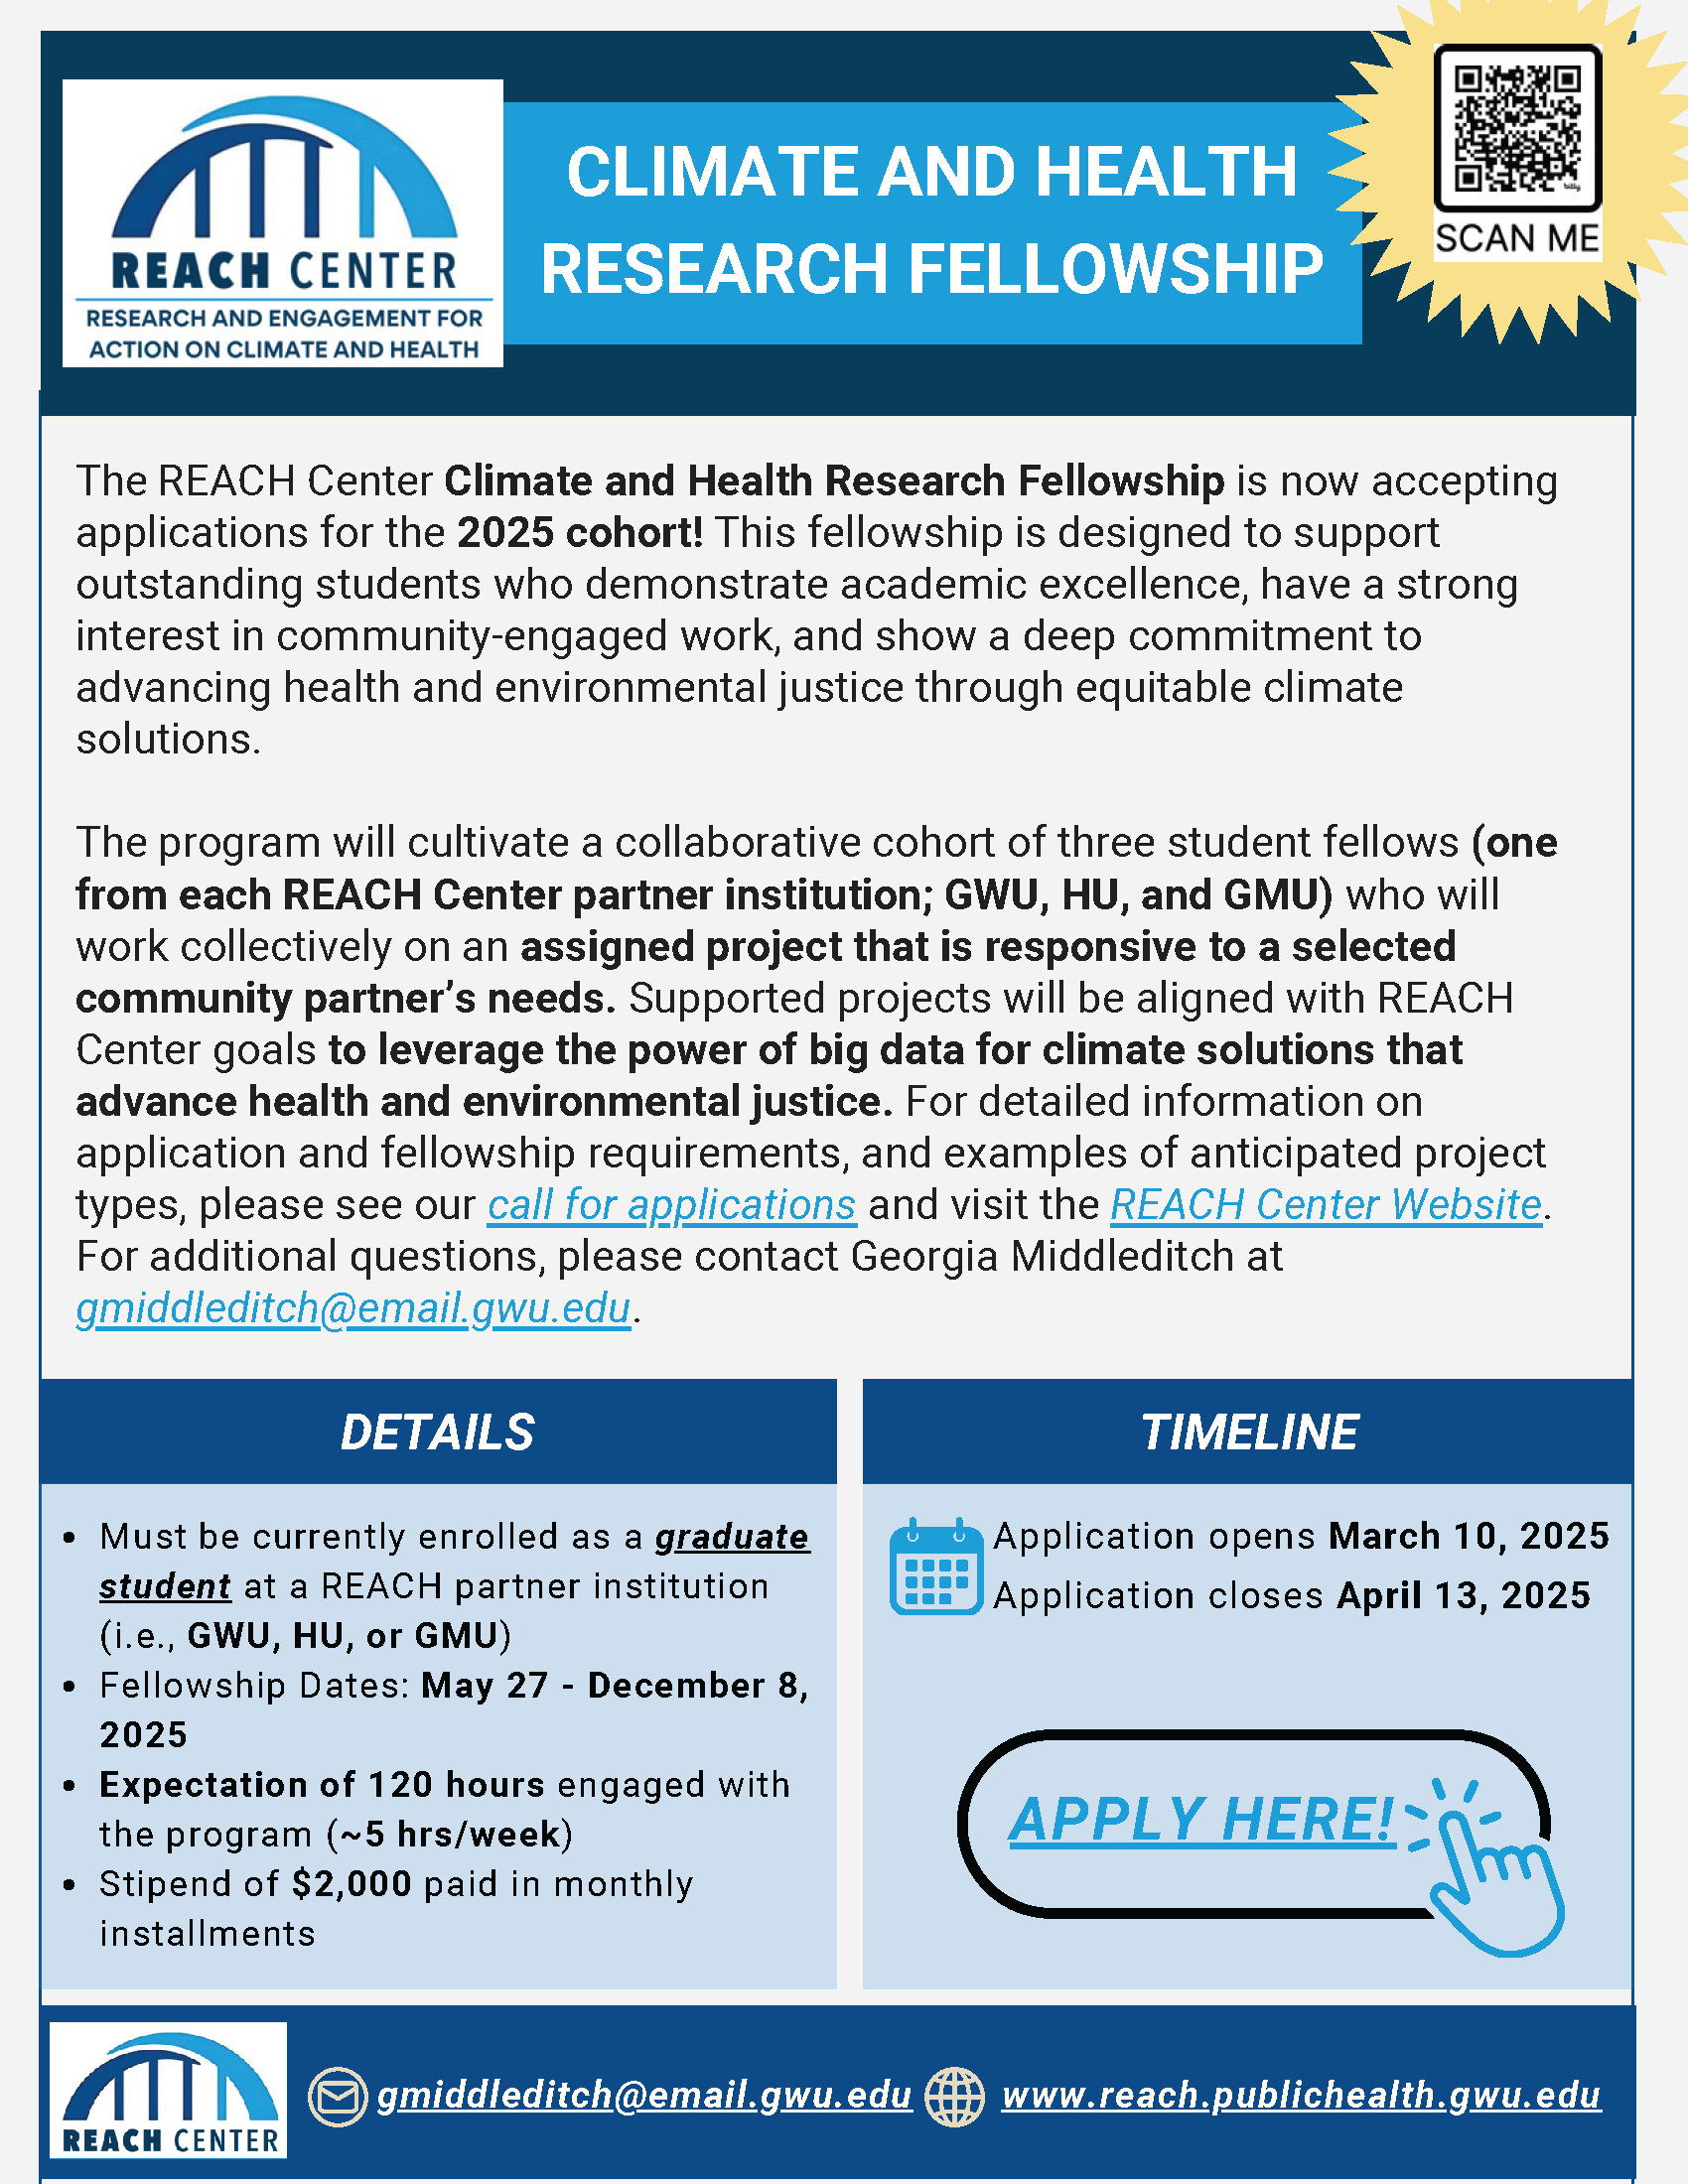 REACH CENTER
RESEARCH AND ENGAGEMENT FOR
ACTION ON CLIMATE AND HEALTH
CLIMATE AND HEALTH
RESEARCH FELLOWSHIP
bitly
SCAN ME
The REACH Center Climate and Health Research Fellowship is now accepting
applications for the 2025 cohort! This fellowship is designed to support
outstanding students who demonstrate academic excellence, have a strong
interest in community-engaged work, and show a deep commitment to
advancing health and environmental justice through equitable climate
solutions.
The program will cultivate a collaborative cohort of three student fellows (one
from each REACH Center partner institution; GWU, HU, and GMU) who will
work collectively on an assigned project that is responsive to a selected
community partner’s needs. Supported projects will be aligned with REACH
Center goals to leverage the power of big data for climate solutions that
advance health and environmental justice. For detailed information on
application and fellowship requirements, and examples of anticipated project
types, please see our call for applications and visit the REACH Center Website.
For additional questions, please contact Georgia Middleditch at
gmiddleditch@email.gwu.edu.
DETAILS
• Must be currently enrolled as a graduate
student at a REACH partner institution
(i.e., GWU, HU, or GMU)
• Fellowship Dates: May 27 - December 8,
2025
• Expectation of 120 hours engaged with
the program (~5 hrs/week)
• Stipend of $2,000 paid in monthly
installments
TIMELINE
Application opens March 10, 2025
Application closes April 13, 2025
APPLY HERE!
REACH CENTER
gmiddleditch@email.gwu.edu
www.reach.publichealth.gwu.edu